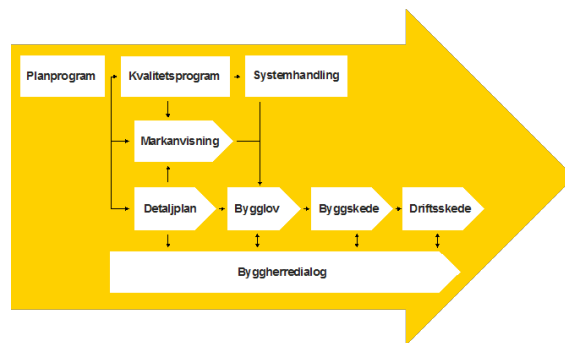 Planprogram
Kvalitetsprogram
Systemhandling
Markanvisning
Detaljplan
Bygglov
Byggskede
Driftsskede
Byggherredialog